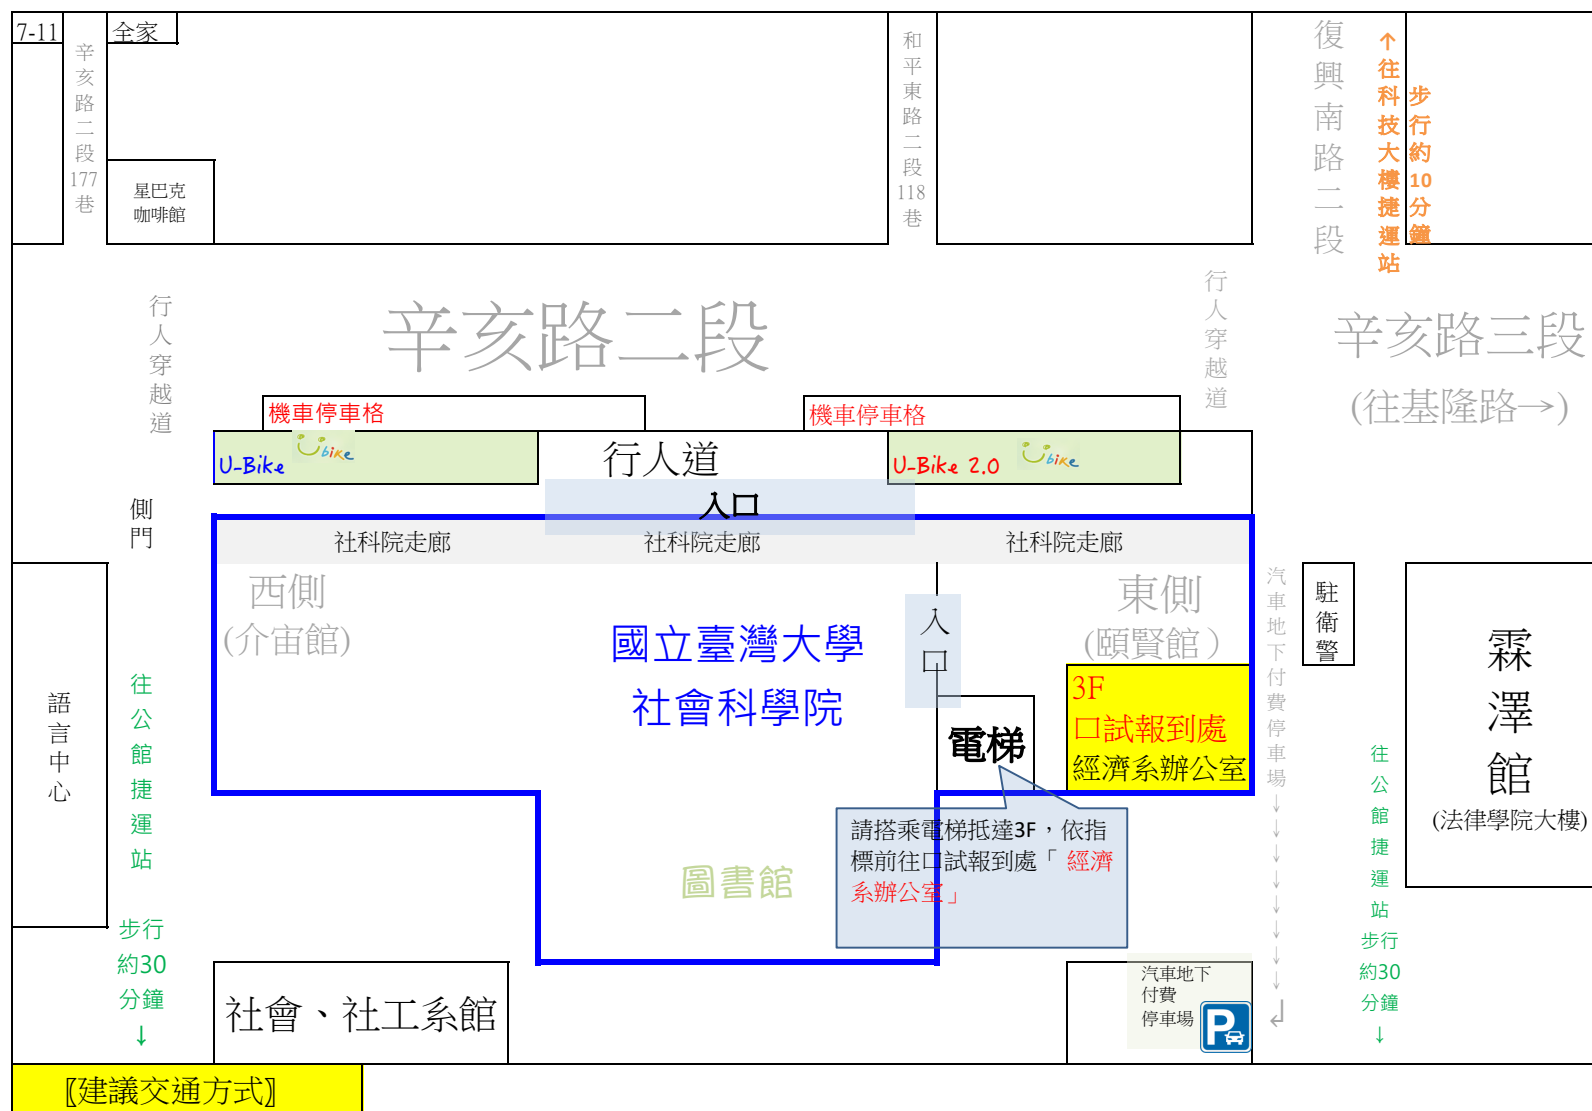 7-11
全家
辛亥路二段177巷
星巴克
咖啡館
和平東路二段118巷
復興南路二段
↑往科技大樓捷運站
步行約10分鐘
行人穿越道
辛亥路二段
行人穿越道
辛亥路三段
(往基隆路→)
機車停車格
機車停車格
U-Bike
Ubike
行人道
U-Bike 2.0
Ubike
入口
側門
社科院走廊
社科院走廊
社科院走廊
西側
(介宙館)
國立臺灣大學
社會科學院
入口
東側
(頤賢館）
3F
口試報到處
經濟系辦公室
電梯
請搭乘電梯抵達3F，依指
標前往口試報到處「 經濟
系辦公室」
圖書館
汽車地下付費停車場↓↓↓↓↓↓↓↓
駐衛警
霖澤館
(法律學院大樓)
語言中心
往公館捷運站
步行
約30
分鐘
↓
往公館捷運站
步行
約30
分鐘
↓
社會、社工系館
汽車地下
付費
停車場
P
〖建議交通方式〗